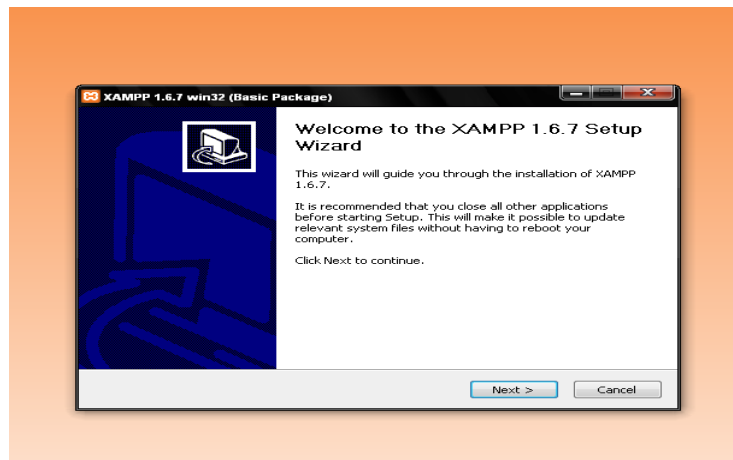 XAMPP 1.6.7 win32 (Basic Package)
Welcome to the XAMPP 1.6.7 Setup
Wizard
This wizard will guide you through the installation of XAMPP
1.6.7.
It is recommended that you close all other applications
before starting Setup. This will make it possible to update
relevant system files without having to reboot your
computer.
Click Next to continue.
Next >
Cancel